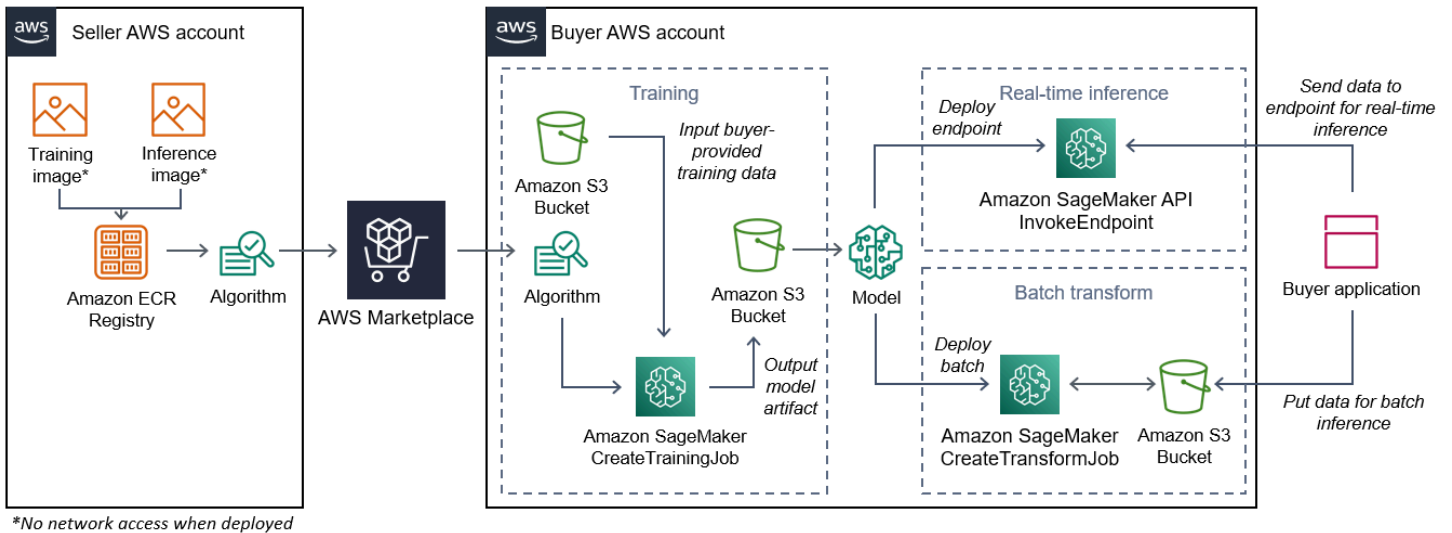 aws
Seller AWS account
Training
image*
Inference
image*
Amazon ECR
Registry
Algorithm
*No network access when deployed
AWS Marketplace
aws
Buyer AWS account
Training
Amazon S3
Bucket
Input buyer-
provided
training data
Algorithm
Amazon S3
Bucket
Output
model
artifact
Amazon SageMaker
CreateTrainingJob
Model
Real-time inference
Deploy
endpoint
Amazon SageMaker API
InvokeEndpoint
Batch transform
Deploy
batch
Amazon SageMaker
CreateTransformJob
Amazon S3
Bucket
Send data to
endpoint for real-time
inference
Buyer application
Put data for batch
inference